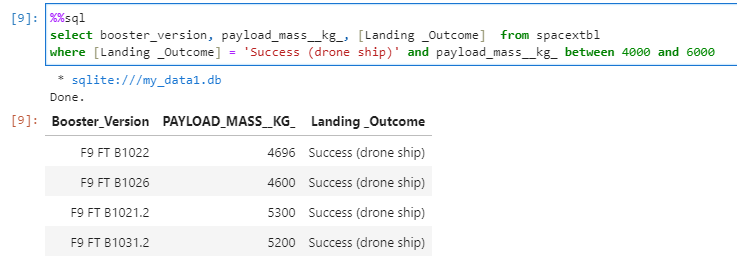 [9]: %%sql
select booster_version, payload_mass__kg_, [Landing _Outcome]  from spacextbl
where [Landing _Outcome] = 'Success (drone ship)' and payload_mass__kg_ between 4000 and 6000
* sqlite:///my_data1.db
Done.
[9]: Booster_Version PAYLOAD_MASS__KG_ Landing _Outcome
F9 FT B1022 4696 Success (drone ship)
F9 FT B1026 4600 Success (drone ship)
F9 FT B1021.2 5300 Success (drone ship)
F9 FT B1031.2 5200 Success (drone ship)